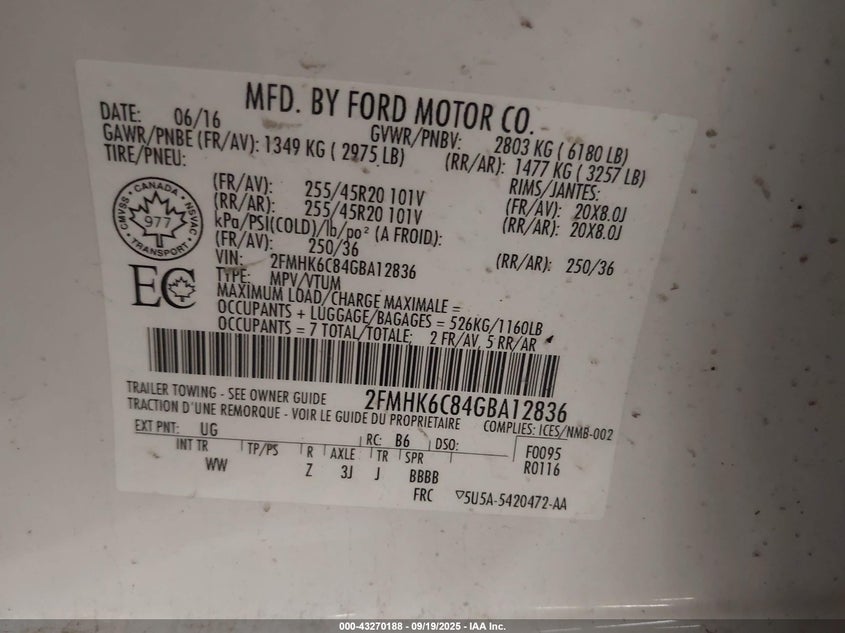 MFD. BY FORD MOTOR CO.
DATE: 06/16 GVWR/PNBV: 2803 KG ( 6180 LB)
GAWR/PNBE (FR/AV): 1349 KG ( 2975 LB) (RR/AR): 1477 KG ( 3257 LB)
TIRE/PNEU: RIMS/JANTES:
(FR/AV): 255/45R20 101V (FR/AV): 20X8.0J
(RR/AR): 255/45R20 101V (RR/AR): 20X8.0J
kPa/PSI(COLD)/lb/po² (A FROID):
(FR/AV): 250/36 (RR/AR): 250/36
VIN: 2FMHK6C84GBA12836
TYPE: MPV/VTUM
MAXIMUM LOAD/CHARGE MAXIMALE =
OCCUPANTS + LUGGAGE/BAGAGES = 526KG/1160LB
OCCUPANTS = 7 TOTAL/TOTALE; 2 FR/AV, 5 RR/AR
CANADA
CMVSS NSVAC
977
TRANSPORT
EC
2FMHK6C84GBA12836
TRAILER TOWING - SEE OWNER GUIDE
TRACTION D'UNE REMORQUE - VOIR LE GUIDE DU PROPRIETAIRE
COMPLIES: ICES/NMB-002
EXT PNT: UG RC: B6 DSO: F0095
INT TR TP/PS R AXLE TR SPR R0116
WW Z 3J J BBBB
FRC ▽5U5A-5420472-AA
000-43270188 - 09/19/2025 - IAA Inc.